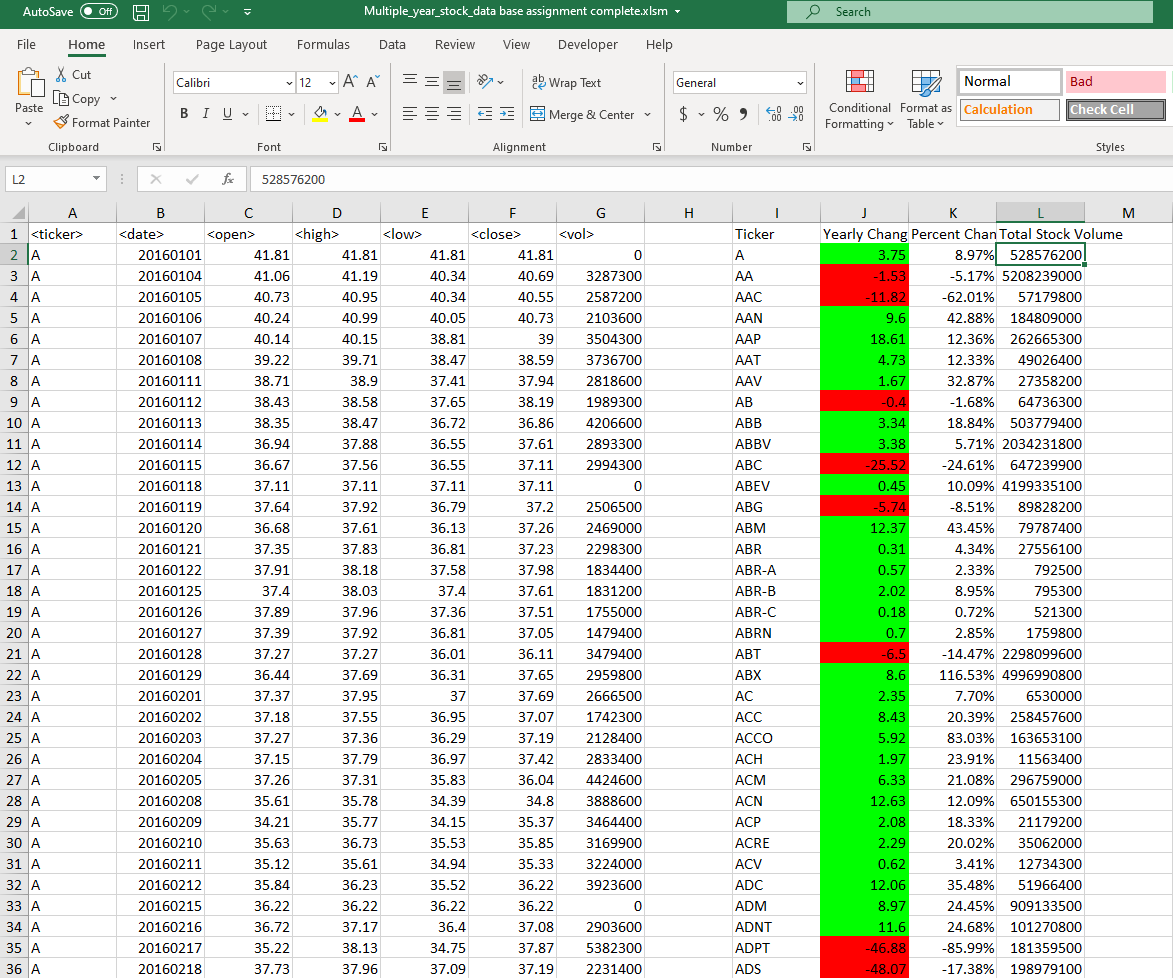 AutoSave Off Multiple_year_stock_data base assignment complete.xlsm Search
File Home Insert Page Layout Formulas Data Review View Developer Help
Paste Cut Copy Format Painter
Calibri 12 A A
B I U A
Wrap Text
Merge & Center
General
$ % 9 .00 .00
Conditional Formatting Format as Table
Normal Bad
Calculation Check Cell
Clipboard Font Alignment Number Styles
L2 fx 528576200
A B C D E F G H I J K L M
1 <ticker> <date> <open> <high> <low> <close> <vol> Ticker Yearly Chang Percent Chan Total Stock Volume
2 A 20160101 41.81 41.81 41.81 41.81 0 A 3.75 8.97% 528576200
3 A 20160104 41.06 41.19 40.34 40.69 3287300 AA -1.53 -5.17% 5208239000
4 A 20160105 40.73 40.95 40.34 40.55 2587200 AAC -11.82 -62.01% 57179800
5 A 20160106 40.24 40.99 40.05 40.73 2103600 AAN 9.6 42.88% 184809000
6 A 20160107 40.14 40.15 38.81 39 3504300 AAP 18.61 12.36% 262665300
7 A 20160108 39.22 39.71 38.47 38.59 3736700 AAT 4.73 12.33% 49026400
8 A 20160111 38.71 38.9 37.41 37.94 2818600 AAV 1.67 32.87% 27358200
9 A 20160112 38.43 38.58 37.65 38.19 1989300 AB -0.4 -1.68% 64736300
10 A 20160113 38.35 38.47 36.72 36.86 4206600 ABB 3.34 18.84% 503779400
11 A 20160114 36.94 37.88 36.55 37.61 2893300 ABBV 3.38 5.71% 2034231800
12 A 20160115 36.67 37.56 36.55 37.11 2994300 ABC -25.52 -24.61% 647239900
13 A 20160118 37.11 37.11 37.11 37.11 0 ABEV 0.45 10.09% 4199335100
14 A 20160119 37.64 37.92 36.79 37.2 2506500 ABG -5.74 -8.51% 89828200
15 A 20160120 36.68 37.61 36.13 37.26 2469000 ABM 12.37 43.45% 79787400
16 A 20160121 37.35 37.83 36.81 37.23 2298300 ABR 0.31 4.34% 27556100
17 A 20160122 37.91 38.18 37.58 37.98 1834400 ABR-A 0.57 2.33% 792500
18 A 20160125 37.4 38.03 37.4 37.61 1831200 ABR-B 2.02 8.95% 795300
19 A 20160126 37.89 37.96 37.36 37.51 1755000 ABR-C 0.18 0.72% 521300
20 A 20160127 37.39 37.92 36.81 37.05 1479400 ABRN 0.7 2.85% 1759800
21 A 20160128 37.27 37.27 36.01 36.11 3479400 ABT -6.5 -14.47% 2298099600
22 A 20160129 36.44 37.69 36.31 37.65 2959800 ABX 8.6 116.53% 4996990800
23 A 20160201 37.37 37.95 37 37.69 2666500 AC 2.35 7.70% 6530000
24 A 20160202 37.18 37.55 36.95 37.07 1742300 ACC 8.43 20.39% 258457600
25 A 20160203 37.27 37.36 36.29 37.19 2128400 ACCO 5.92 83.03% 163653100
26 A 20160204 37.15 37.79 36.97 37.42 2833400 ACH 1.97 23.91% 11563400
27 A 20160205 37.26 37.31 35.83 36.04 4424600 ACM 6.33 21.08% 296759000
28 A 20160208 35.61 35.78 34.39 34.8 3888600 ACN 12.63 12.09% 650155300
29 A 20160209 34.21 35.77 34.15 35.37 3464400 ACP 2.08 18.33% 21179200
30 A 20160210 35.63 36.73 35.53 35.85 3169900 ACRE 2.29 20.02% 35062000
31 A 20160211 35.12 35.61 34.94 35.33 3224000 ACV 0.62 3.41% 12734300
32 A 20160212 35.84 36.23 35.52 36.22 3923600 ADC 12.06 35.48% 51966400
33 A 20160215 36.22 36.22 36.22 36.22 0 ADM 8.97 24.45% 909133500
34 A 20160216 36.72 37.17 36.4 37.08 2903600 ADNT 11.6 24.68% 101270800
35 A 20160217 35.22 38.13 34.75 37.87 5382300 ADPT -46.88 -85.99% 181359500
36 A 20160218 37.73 37.96 37.09 37.19 2231400 ADS -48.07 -17.38% 198979100